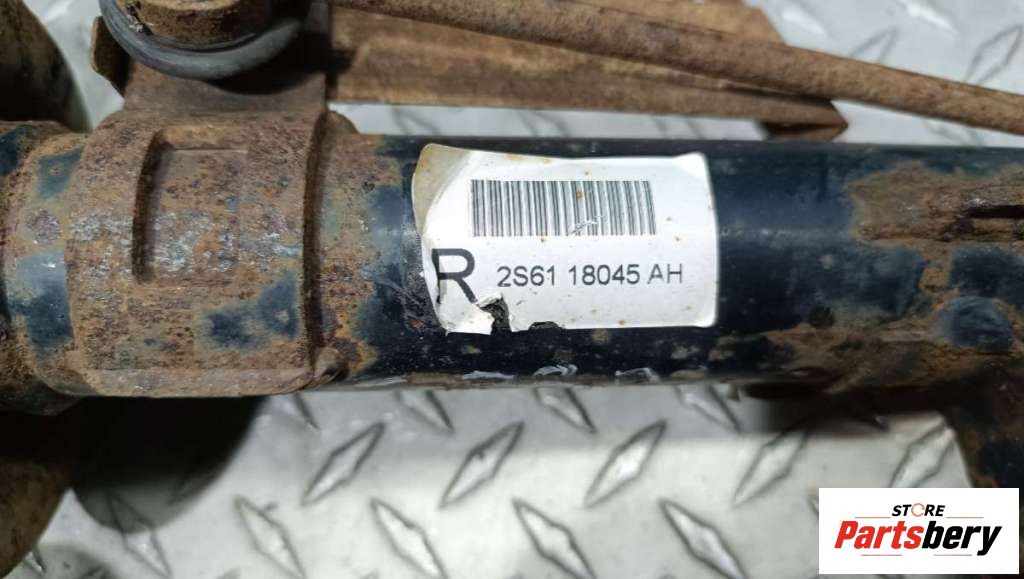 R 2S61 18045 AH
STORE
Partsbery